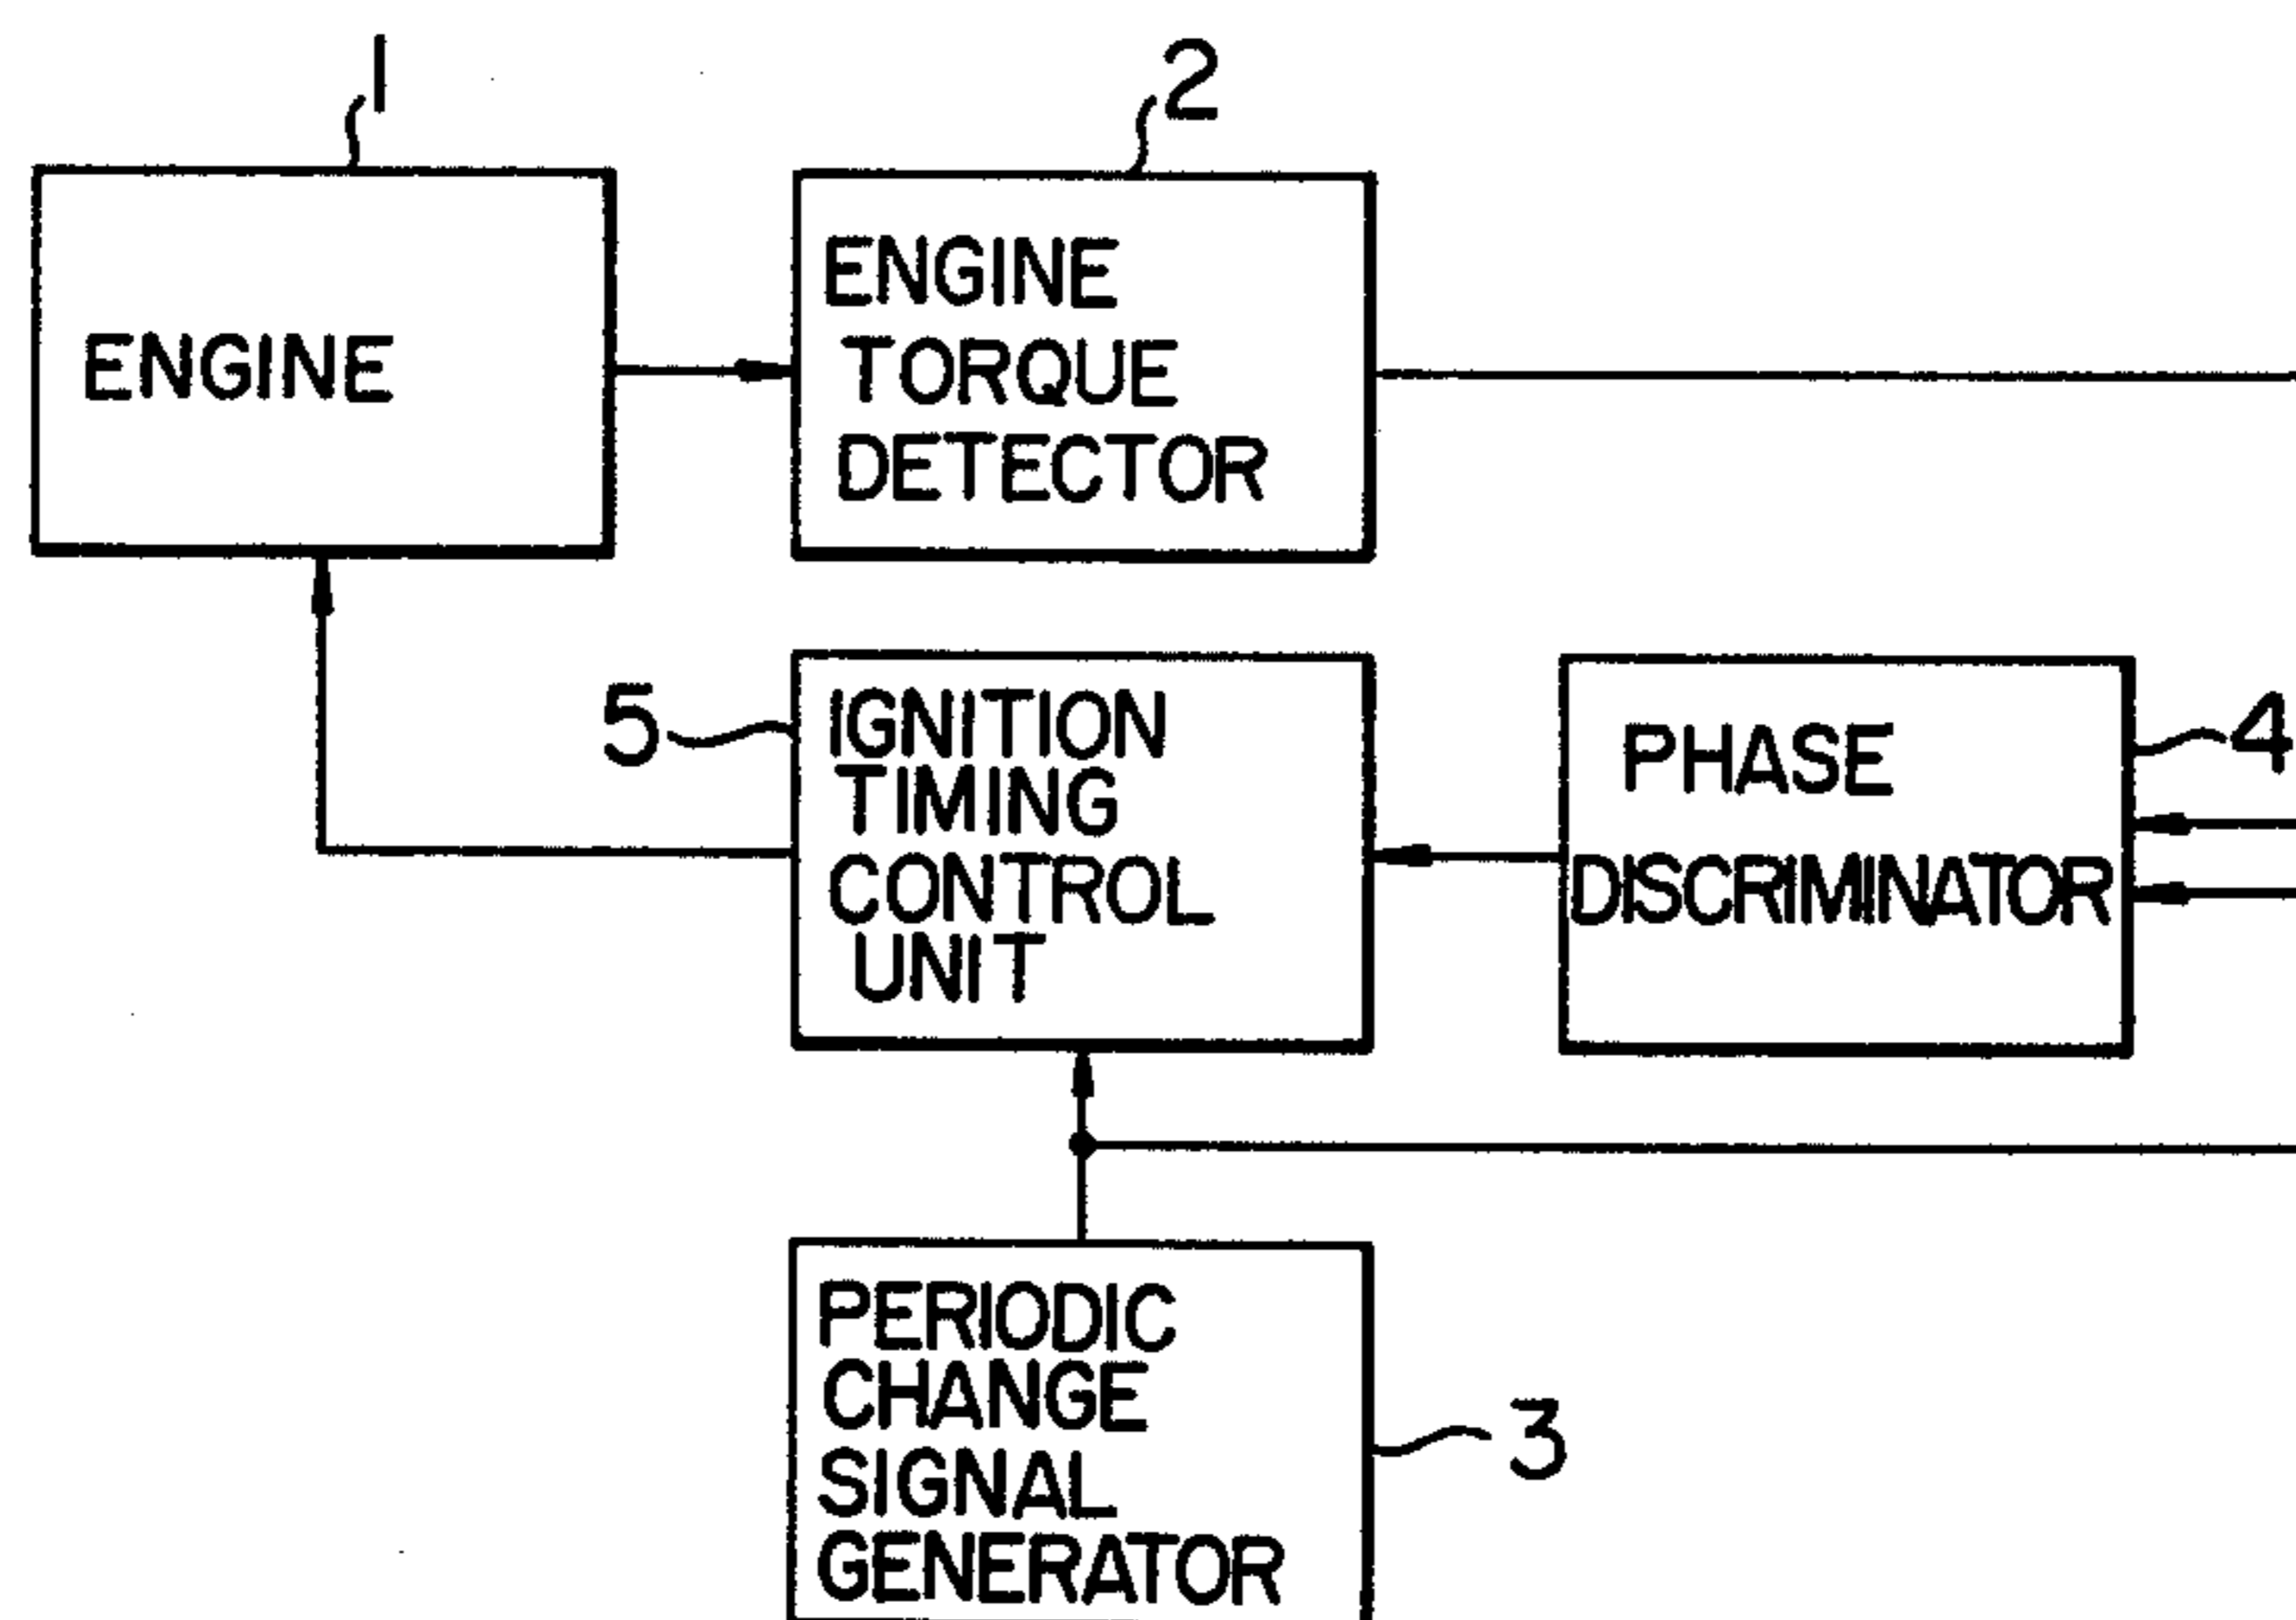 1
2
ENGINE
ENGINE
TORQUE
DETECTOR
5
IGNITION
TIMING
CONTROL
UNIT
PHASE
DISCRIMINATOR
4
PERIODIC
CHANGE
SIGNAL
GENERATOR
3